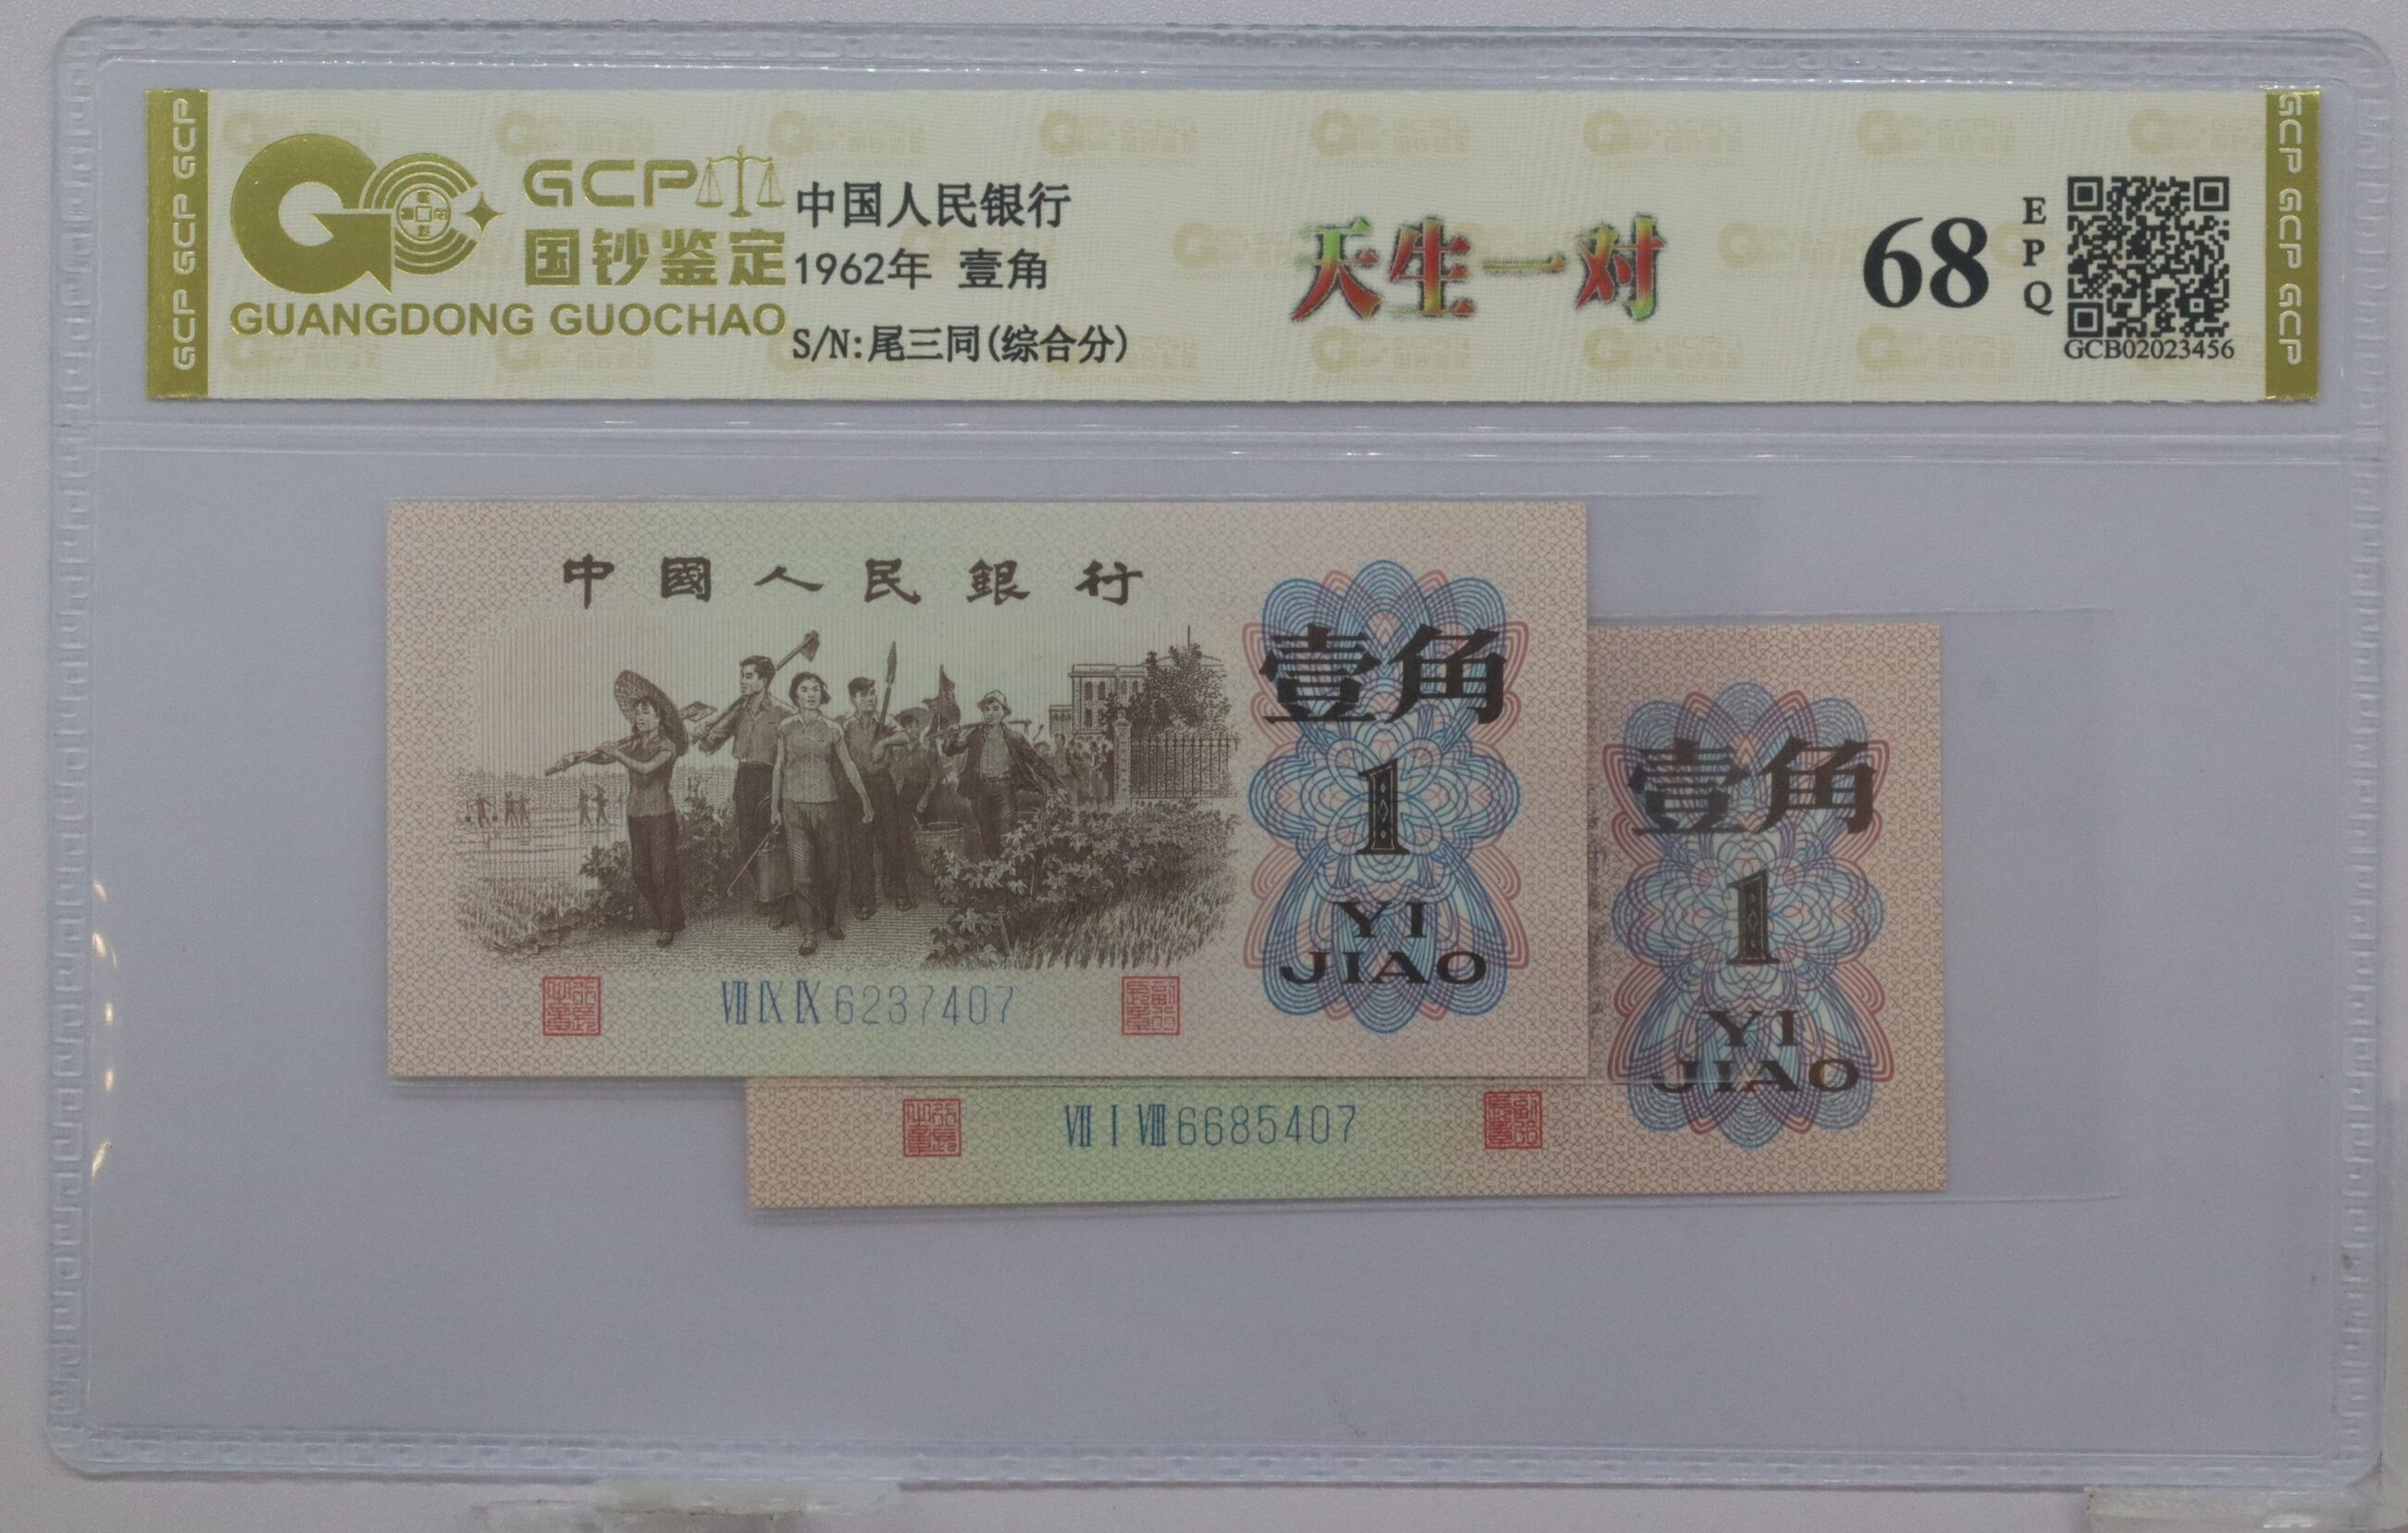 GCP GCP GCP
GCP
国钞鉴定
GUANGDONG GUOCHAO
中国人民银行
1962年 壹角
S/N:尾三同(综合分)
天生一对
68
EPQ
GCB02023456
GCP GCP GCP
中國人民銀行
壹角
1
YI
JIAO
VII IX IX 6237407
壹角
1
YI
JIAO
VII I VIII 6685407